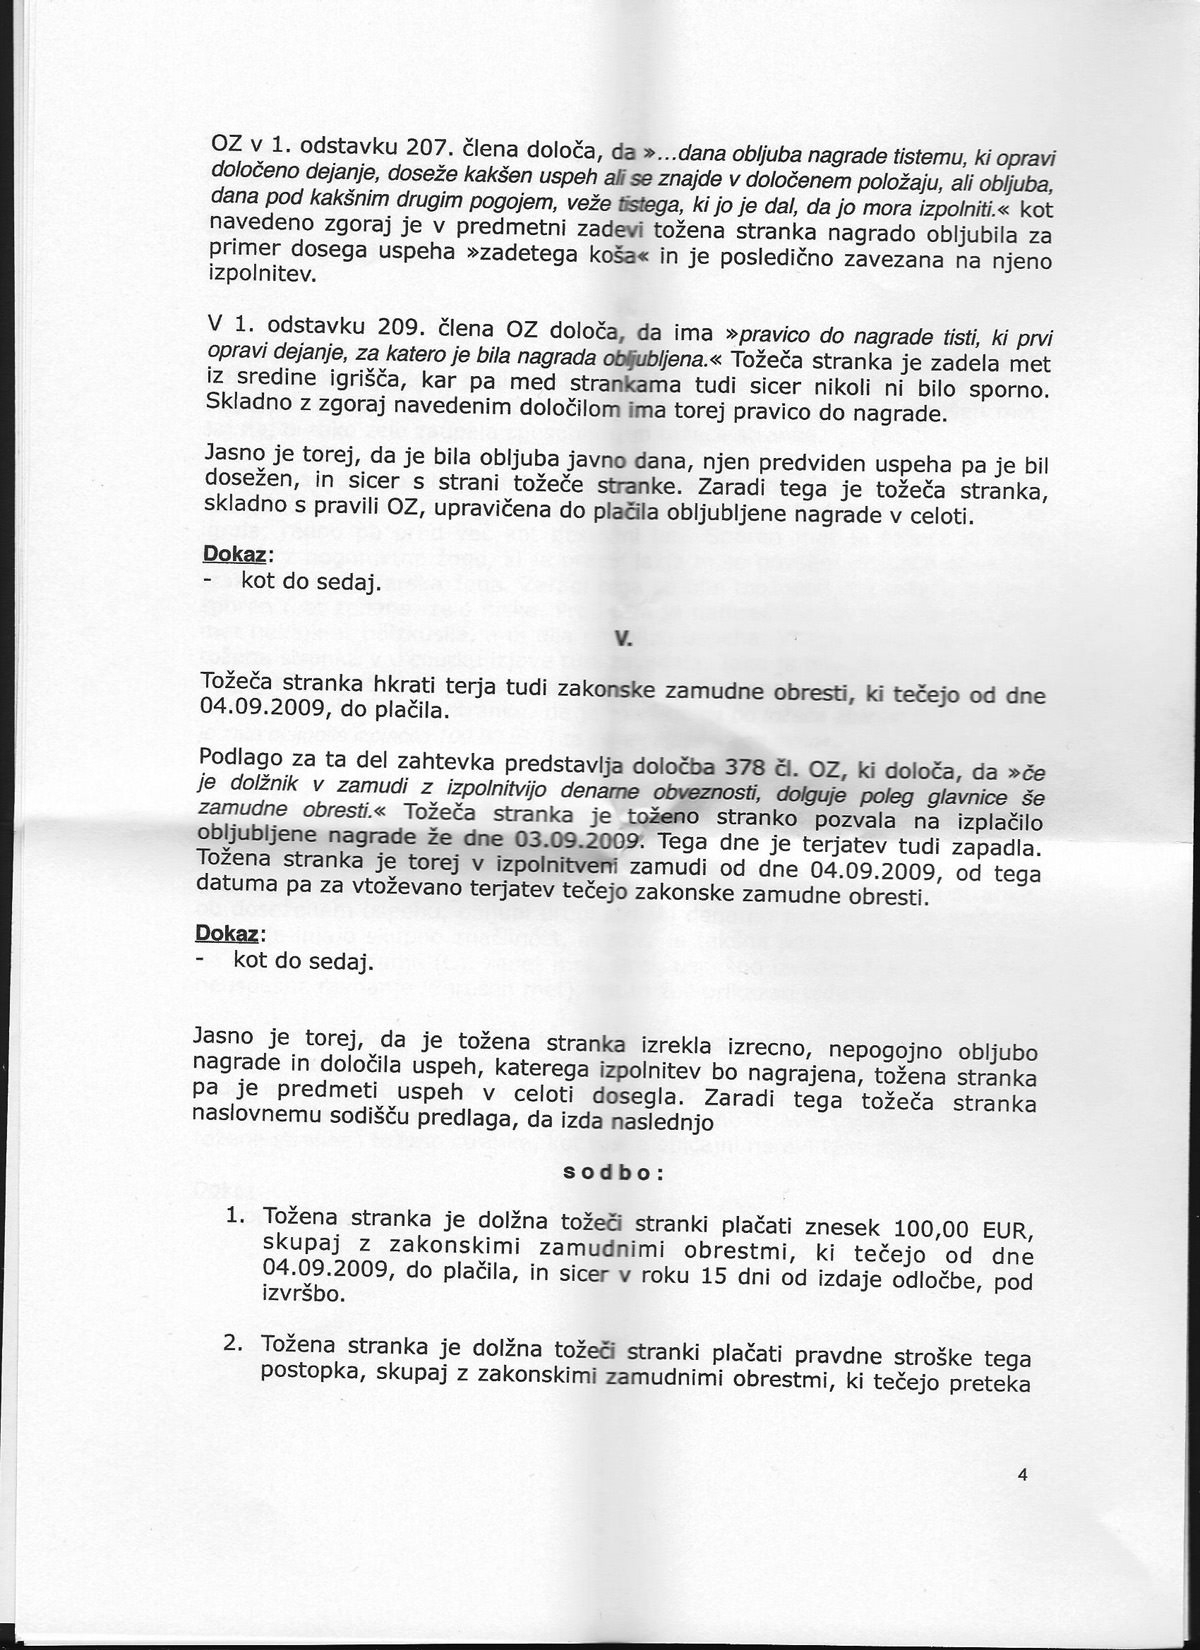 OZ v 1. odstavku 207. člena določa, da »...dana obljuba nagrade tistemu, ki opravi
določeno dejanje, doseže kakšen uspeh ali se znajde v določenem položaju, ali obljuba,
dana pod kakšnim drugim pogojem, veže tistega, ki jo je dal, da jo mora izpolniti.« kot
navedeno zgoraj je v predmetni zadevi tožena stranka nagrado obljubila za
primer dosega uspeha »zadetega koša« in je posledično zavezana na njeno
izpolnitev.
V 1. odstavku 209. člena OZ določa, da ima »pravico do nagrade tisti, ki prvi
opravi dejanje, za katero je bila nagrada obljubljena.« Tožeča stranka je zadela met
iz sredine igrišča, kar pa med strankama tudi sicer nikoli ni bilo sporno.
Skladno z zgoraj navedenim določilom ima torej pravico do nagrade.
Jasno je torej, da je bila obljuba javno dana, njen predviden uspeha pa je bil
dosežen, in sicer s strani tožeče stranke. Zaradi tega je tožeča stranka,
skladno s pravili OZ, upravičena do plačila obljubljene nagrade v celoti.
Dokaz:
- kot do sedaj.
V.
Tožeča stranka hkrati terja tudi zakonske zamudne obresti, ki tečejo od dne
04.09.2009, do plačila.
Podlago za ta del zahtevka predstavlja določba 378 čl. OZ, ki določa, da »če
je dolžnik v zamudi z izpolnitvijo denarne obveznosti, dolguje poleg glavnice še
zamudne obresti.« Tožeča stranka je toženo stranko pozvala na izplačilo
obljubljene nagrade že dne 03.09.2009. Tega dne je terjatev tudi zapadla.
Tožena stranka je torej v izpolnitveni zamudi od dne 04.09.2009, od tega
datuma pa za vtoževano terjatev tečejo zakonske zamudne obresti.
Dokaz:
- kot do sedaj.
Jasno je torej, da je tožena stranka izrekla izrecno, nepogojno obljubo
nagrade in določila uspeh, katerega izpolnitev bo nagrajena, tožena stranka
pa je predmeti uspeh v celoti dosegla. Zaradi tega tožeča stranka
naslovnemu sodišču predlaga, da izda naslednjo
s o d b o :
1. Tožena stranka je dolžna tožeči stranki plačati znesek 100,00 EUR,
skupaj z zakonskimi zamudnimi obrestmi, ki tečejo od dne
04.09.2009, do plačila, in sicer v roku 15 dni od izdaje odločbe, pod
izvršbo.
2. Tožena stranka je dolžna tožeči stranki plačati pravdne stroške tega
postopka, skupaj z zakonskimi zamudnimi obrestmi, ki tečejo preteka
4